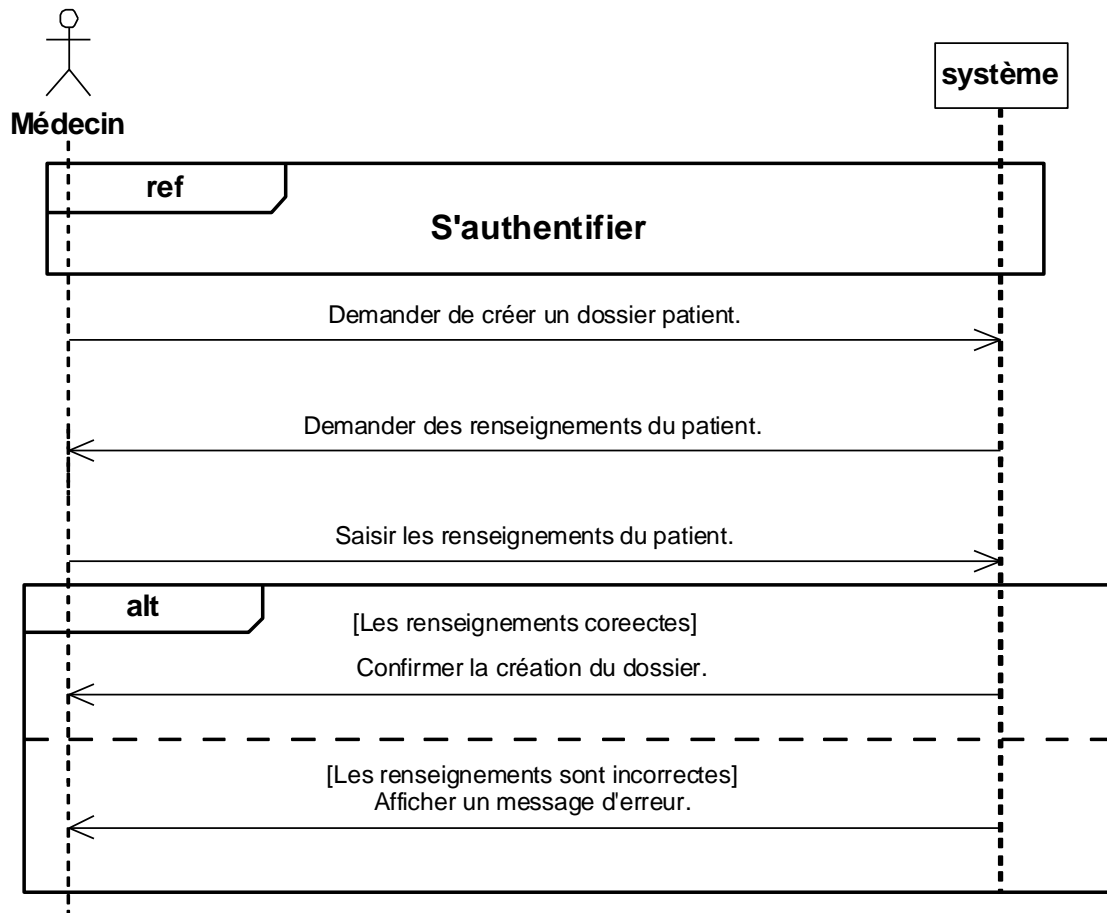 Médecin
système
ref
S'authentifier
Demander de créer un dossier patient.
Demander des renseignements du patient.
Saisir les renseignements du patient.
alt
[Les renseignements coreectes]
Confirmer la création du dossier.
[Les renseignements sont incorrectes]
Afficher un message d'erreur.